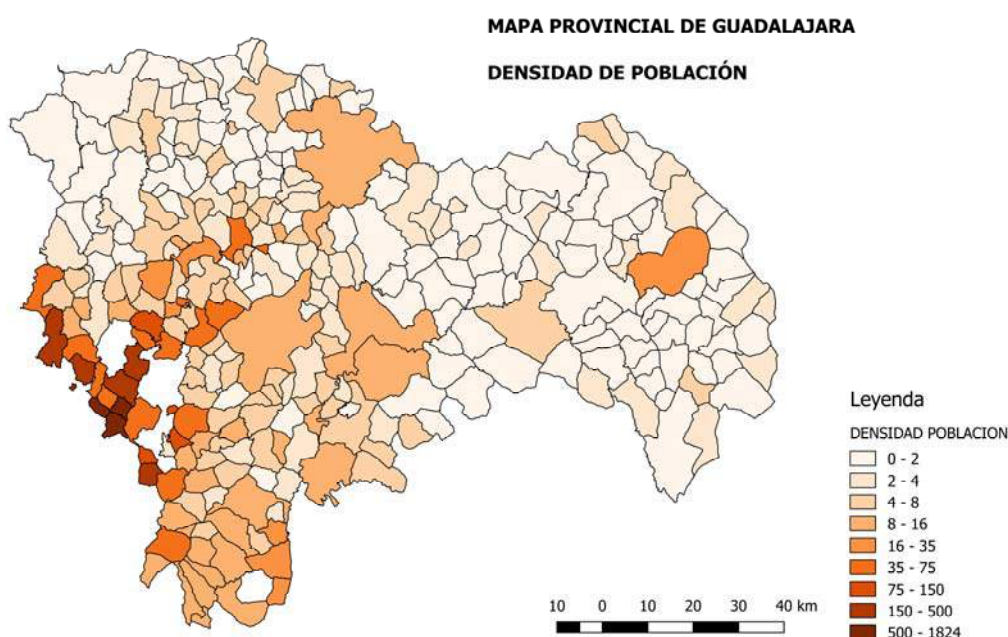 MAPA PROVINCIAL DE GUADALAJARA
DENSIDAD DE POBLACIÓN
Leyenda
DENSIDAD POBLACION
0 - 2
2 - 4
4 - 8
8 - 16
16 - 35
35 - 75
75 - 150
150 - 500
500 - 1824
10 0 10 20 30 40 km